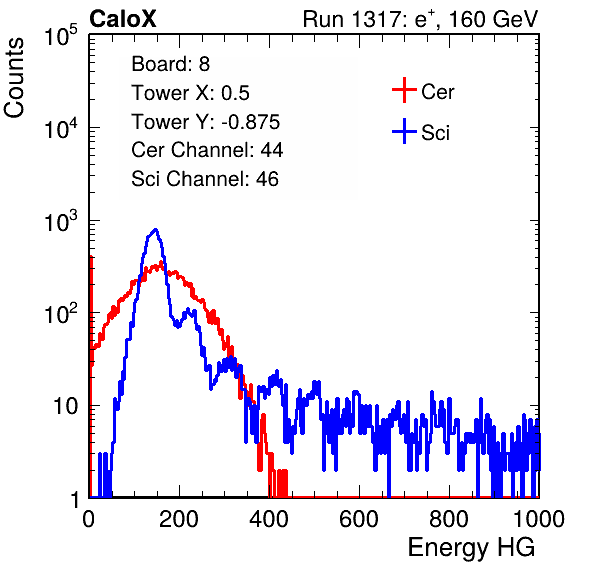 CaloX Run 1317: e⁺, 160 GeV
Counts
10⁵
10⁴
10³
10²
10
1
Board: 8
Tower X: 0.5
Tower Y: -0.875
Cer Channel: 44
Sci Channel: 46
Cer
Sci
0 200 400 600 800 1000
Energy HG